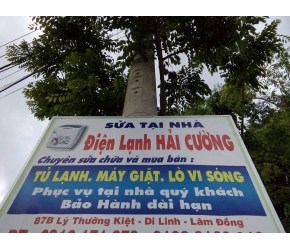 SỬA TẠI NHÀ
Điện Lạnh HẢI CƯỜNG
Chuyên sửa chữa và mua bán :
TỦ LẠNH. MÁY GIẶT. LÒ VI SÓNG
Phục vụ tại nhà quý khách
Bảo Hành dài hạn
87B Lý Thường Kiệt - Di Linh - Lâm Đồng